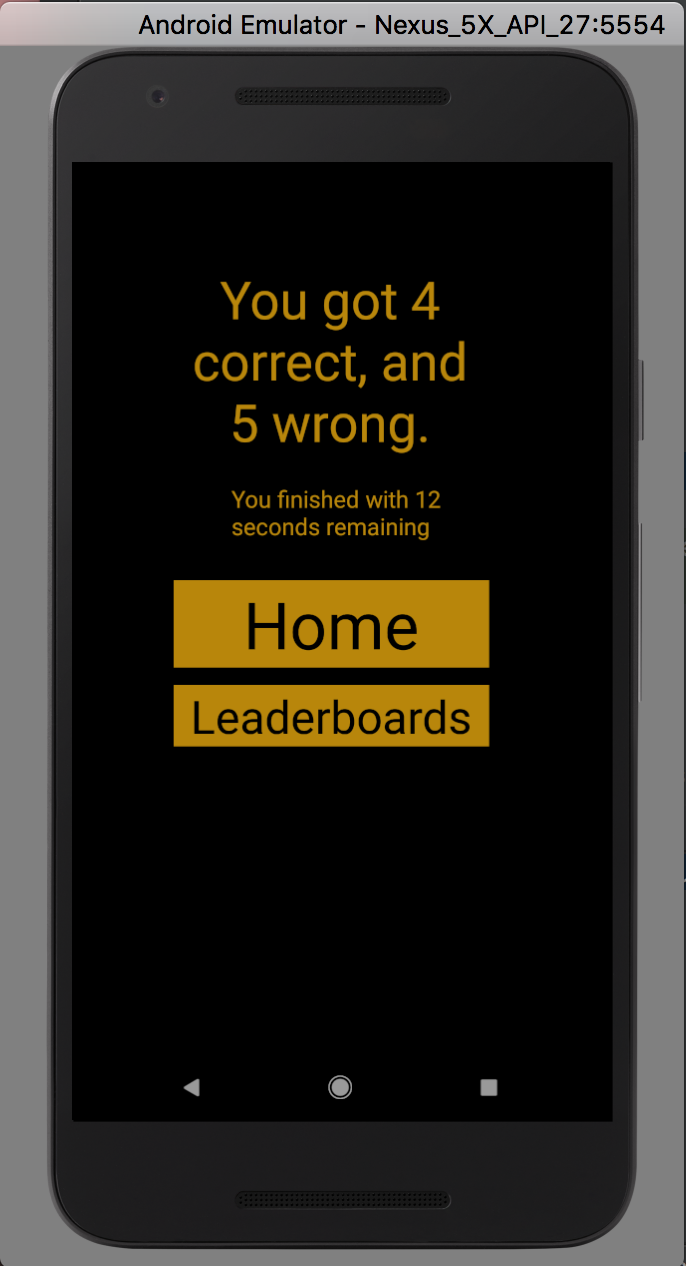 Android Emulator - Nexus_5X_API_27:5554
You got 4
correct, and
5 wrong.
You finished with 12
seconds remaining
Home
Leaderboards